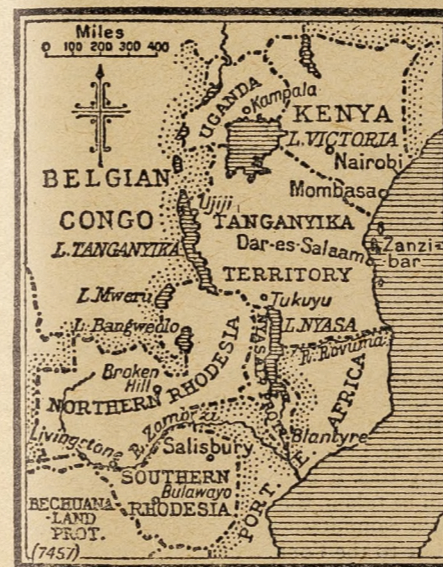 Miles
0 100 200 300 400
UGANDA
Kampala
KENYA
L. VICTORIA
Nairobi
BELGIAN
CONGO
Mombasa
Ujiji
TANGANYIKA
L. TANGANYIKA
Dar-es-Salaam
Zanzi-
bar
TERRITORY
L. Mweru
Tukuyu
L. Bangweolo
L. NYASA
NYASALAND
R. Rovuma
Broken
Hill
NORTHERN RHODESIA
PORT. E. AFRICA
Livingstone
R. Zambezi
Blantyre
Salisbury
SOUTHERN
Bulawayo
RHODESIA
BECHUANA-
-LAND
PROT.
(7457)